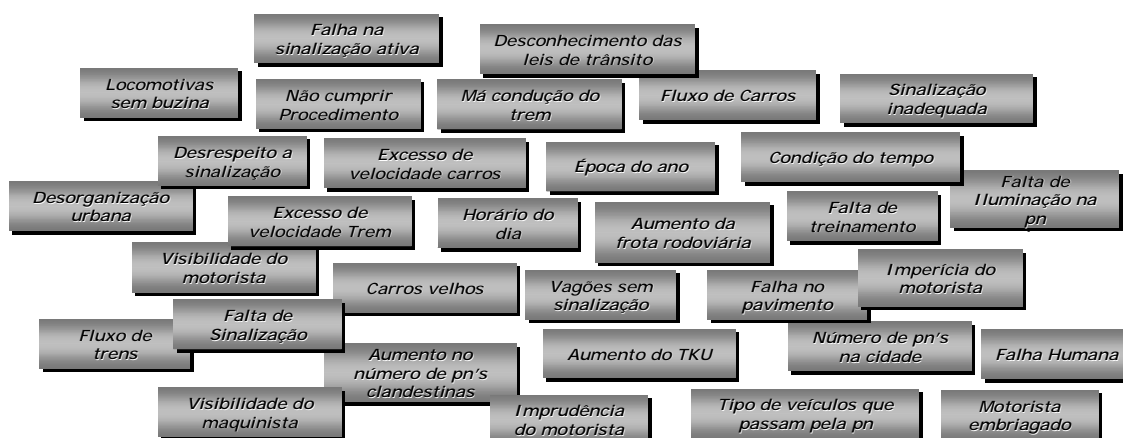 Falha na
sinalização ativa
Desconhecimento das
leis de trânsito
Locomotivas
sem buzina
Não cumprir
Procedimento
Má condução do
trem
Fluxo de Carros
Sinalização
inadequada
Desrespeito a
sinalização
Excesso de
velocidade carros
Época do ano
Condição do tempo
Desorganização
urbana
Excesso de
velocidade Trem
Horário do
dia
Aumento da
frota rodoviária
Falta de
treinamento
Falta de
Iluminação na
pn
Visibilidade do
motorista
Carros velhos
Vagões sem
sinalização
Falha no
pavimento
Imperícia do
motorista
Fluxo de
trens
Falta de
Sinalização
Aumento no
número de pn's
clandestinas
Aumento do TKU
Número de pn's
na cidade
Falha Humana
Visibilidade do
maquinista
Imprudência
do motorista
Tipo de veículos que
passam pela pn
Motorista
embriagado